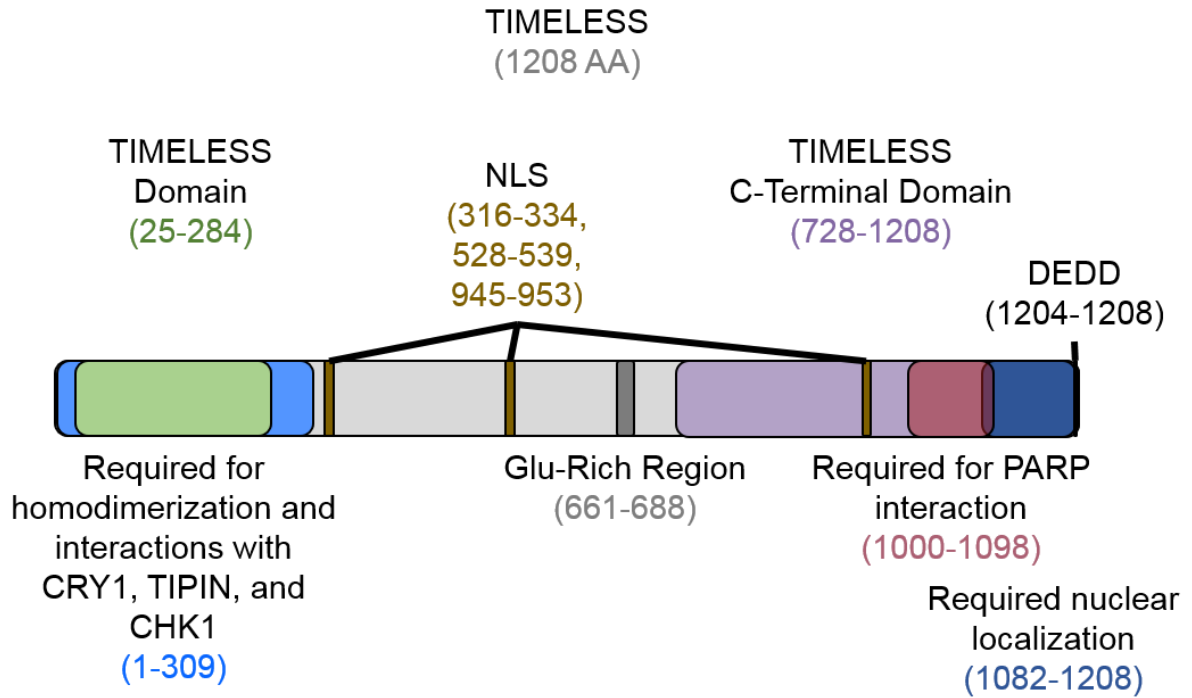 TIMELESS
(1208 AA)
TIMELESS
Domain
(25-284)
NLS
(316-334,
528-539,
945-953)
TIMELESS
C-Terminal Domain
(728-1208)
DEDD
(1204-1208)
Required for
homodimerization and
interactions with
CRY1, TIPIN, and
CHK1
(1-309)
Glu-Rich Region
(661-688)
Required for PARP
interaction
(1000-1098)
Required nuclear
localization
(1082-1208)